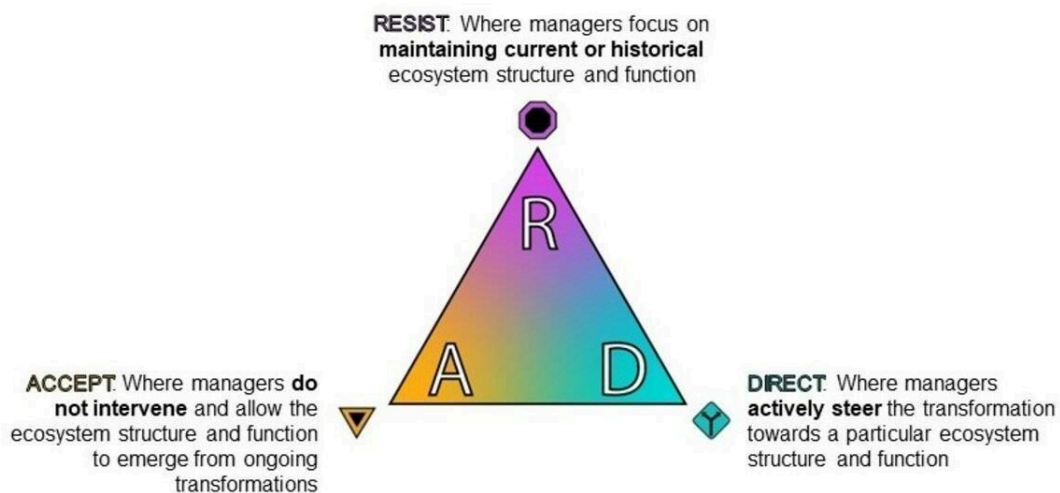 RESIST: Where managers focus on
maintaining current or historical
ecosystem structure and function
R
A
D
ACCEPT: Where managers do
not intervene and allow the
ecosystem structure and function
to emerge from ongoing
transformations
DIRECT: Where managers
actively steer the transformation
towards a particular ecosystem
structure and function